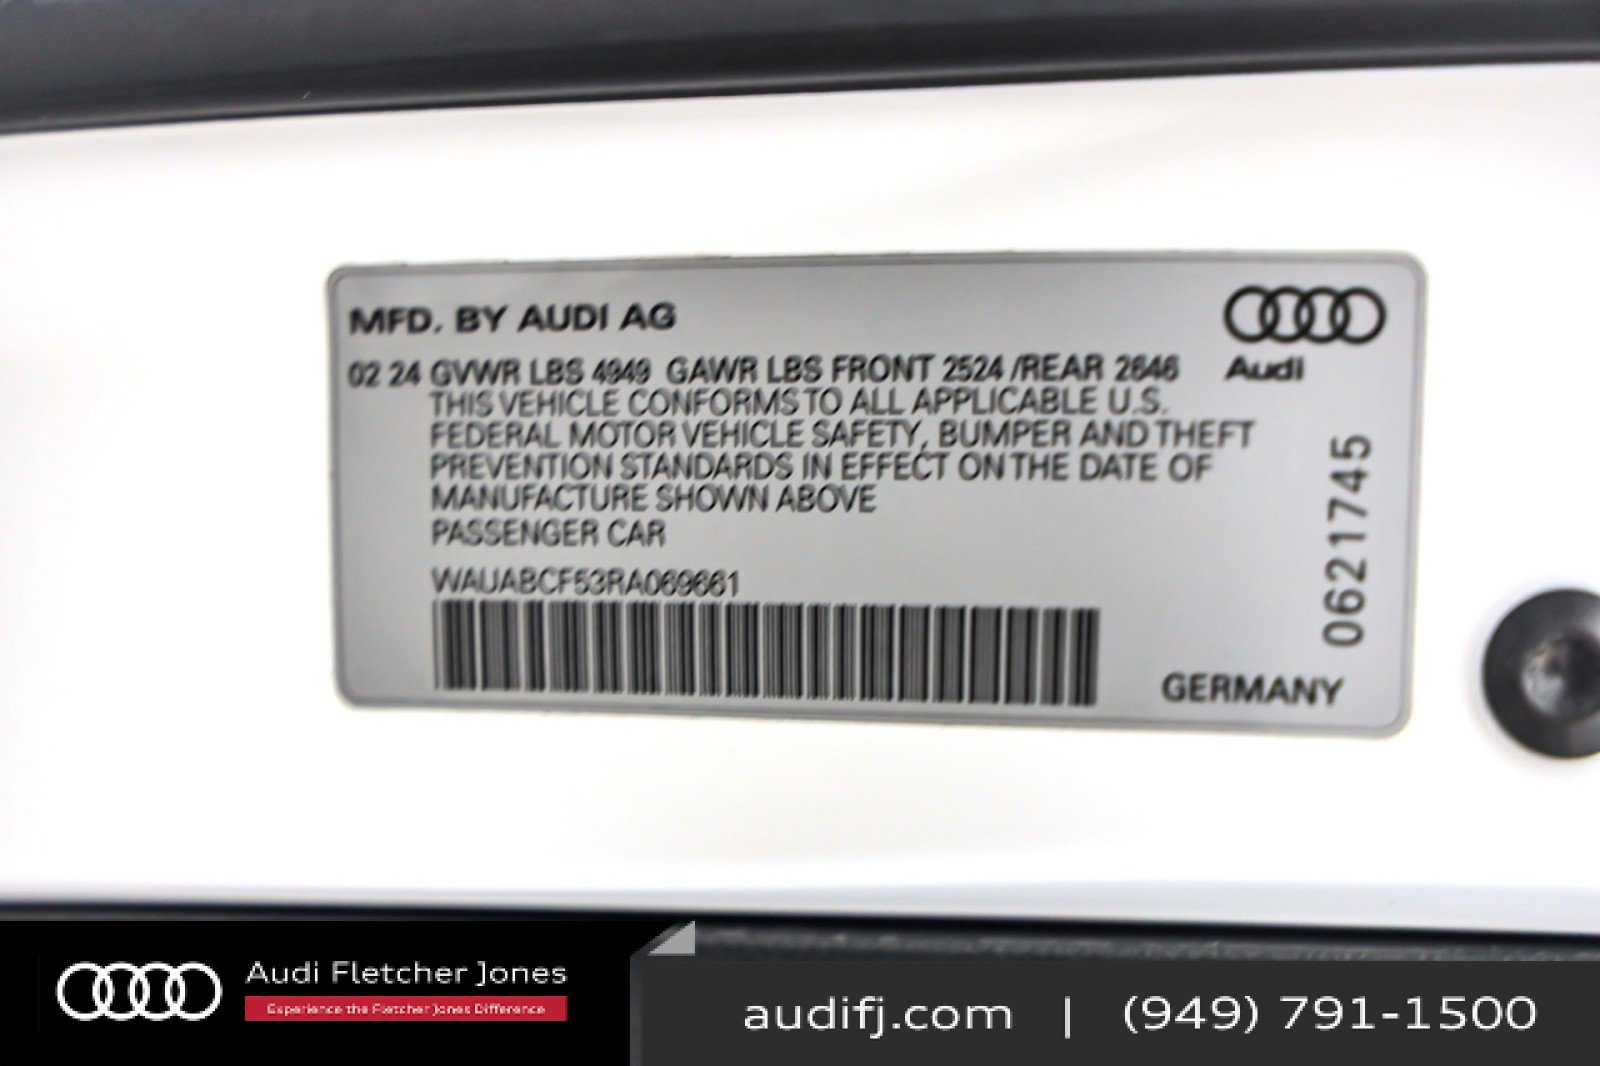 MFD. BY AUDI AG
02 24 GVWR LBS 4949 GAWR LBS FRONT 2524 /REAR 2646
Audi
THIS VEHICLE CONFORMS TO ALL APPLICABLE U.S.
FEDERAL MOTOR VEHICLE SAFETY, BUMPER AND THEFT
PREVENTION STANDARDS IN EFFECT ON THE DATE OF
MANUFACTURE SHOWN ABOVE
PASSENGER CAR
WAUABCF53RA069661
0621745
GERMANY
Audi Fletcher Jones
Experience the Fletcher Jones Difference
audifj.com | (949) 791-1500